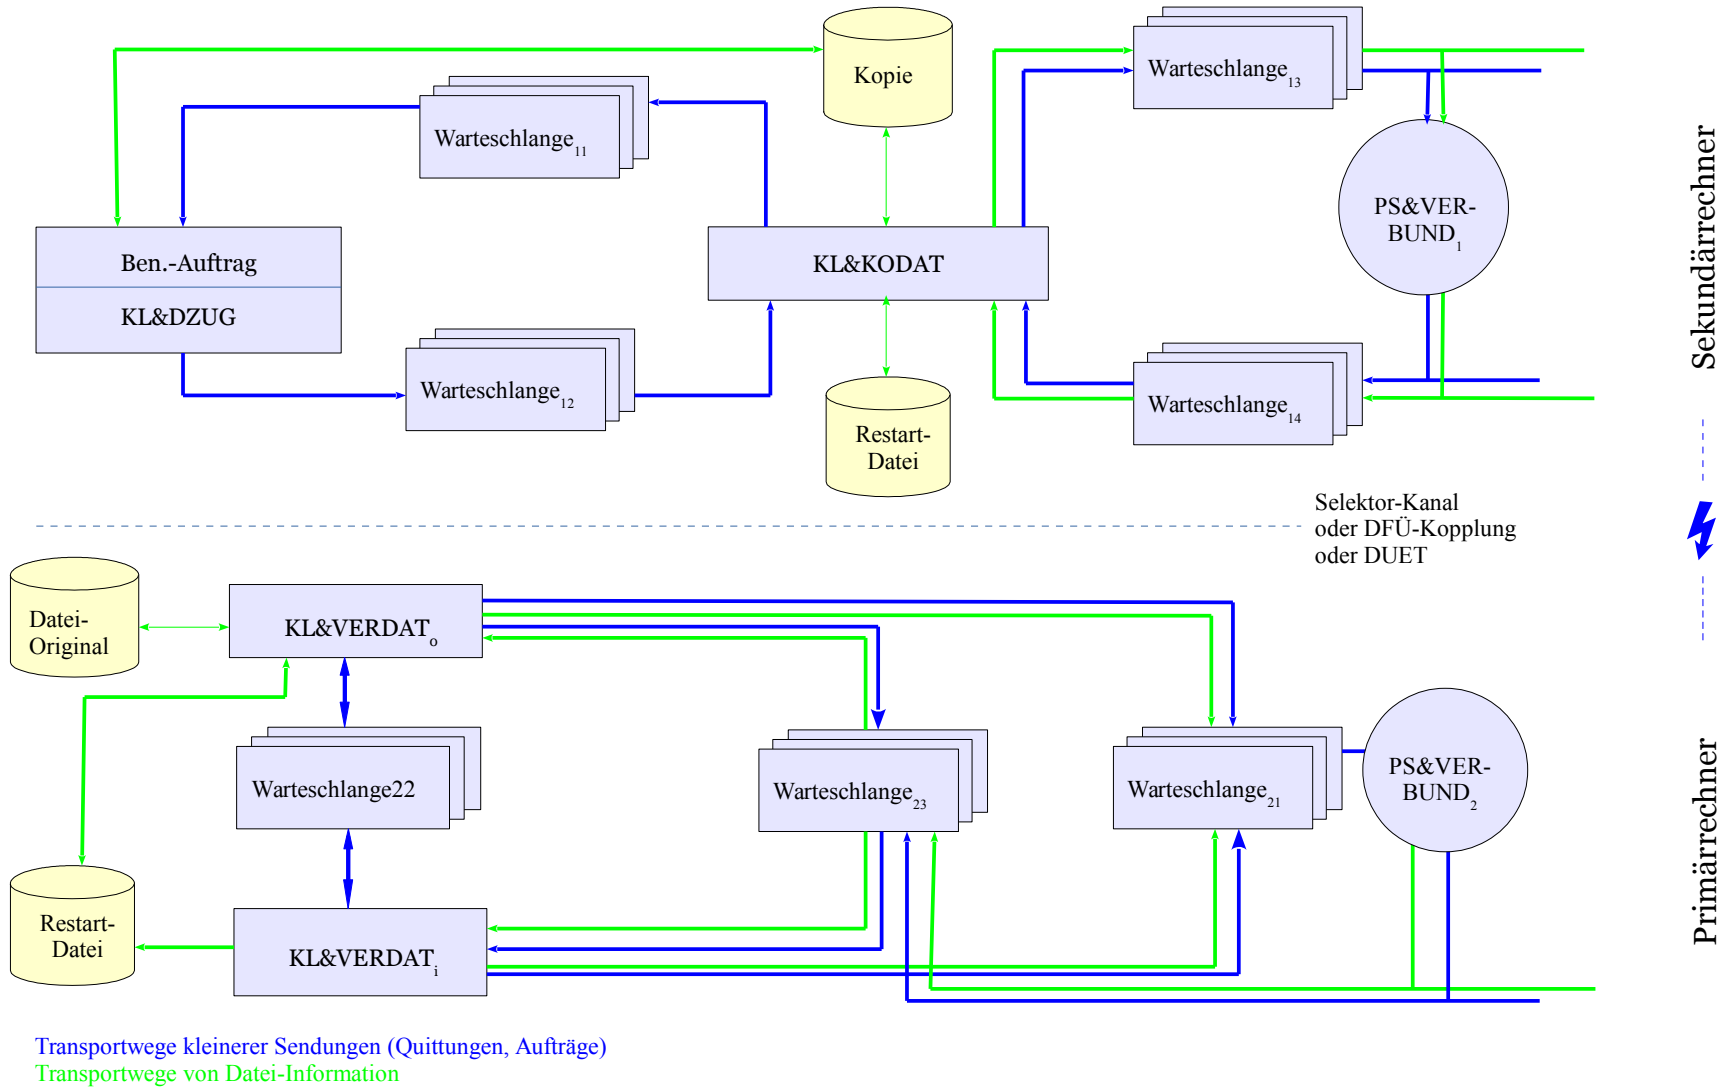 Kopie
Warteschlange13
Warteschlange11
Sekundärrechner
PS&VER-
BUND1
Ben.-Auftrag
KL&DZUG
KL&KODAT
Warteschlange12
Warteschlange14
Restart-
Datei
Selektor-Kanal
oder DFÜ-Kopplung
oder DUET
Datei-
Original
KL&VERDATo
Warteschlange22
Warteschlange23
Warteschlange21
PS&VER-
BUND2
Primärrechner
Restart-
Datei
KL&VERDATi
Transportwege kleinerer Sendungen (Quittungen, Aufträge)
Transportwege von Datei-Information